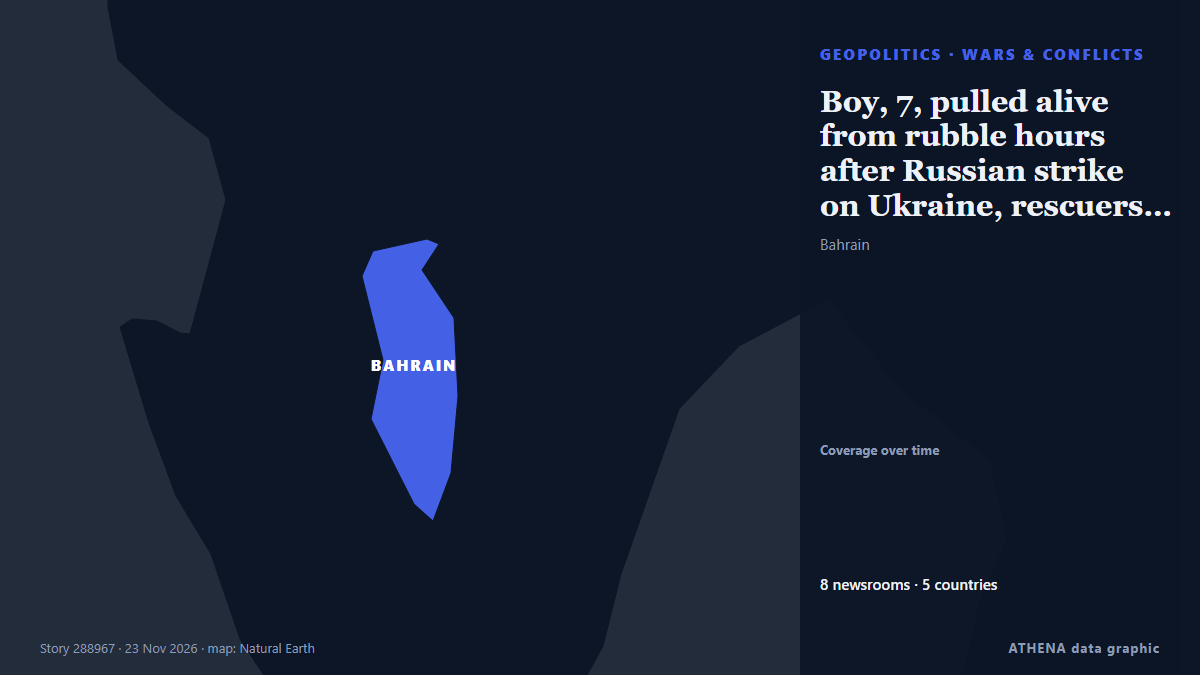 GEOPOLITICS · WARS & CONFLICTS
Boy, 7, pulled alive
from rubble hours
after Russian strike
on Ukraine, rescuers…
Bahrain
BAHRAIN
Coverage over time
8 newsrooms · 5 countries
Story 288967 · 23 Nov 2026 · map: Natural Earth
ATHENA data graphic